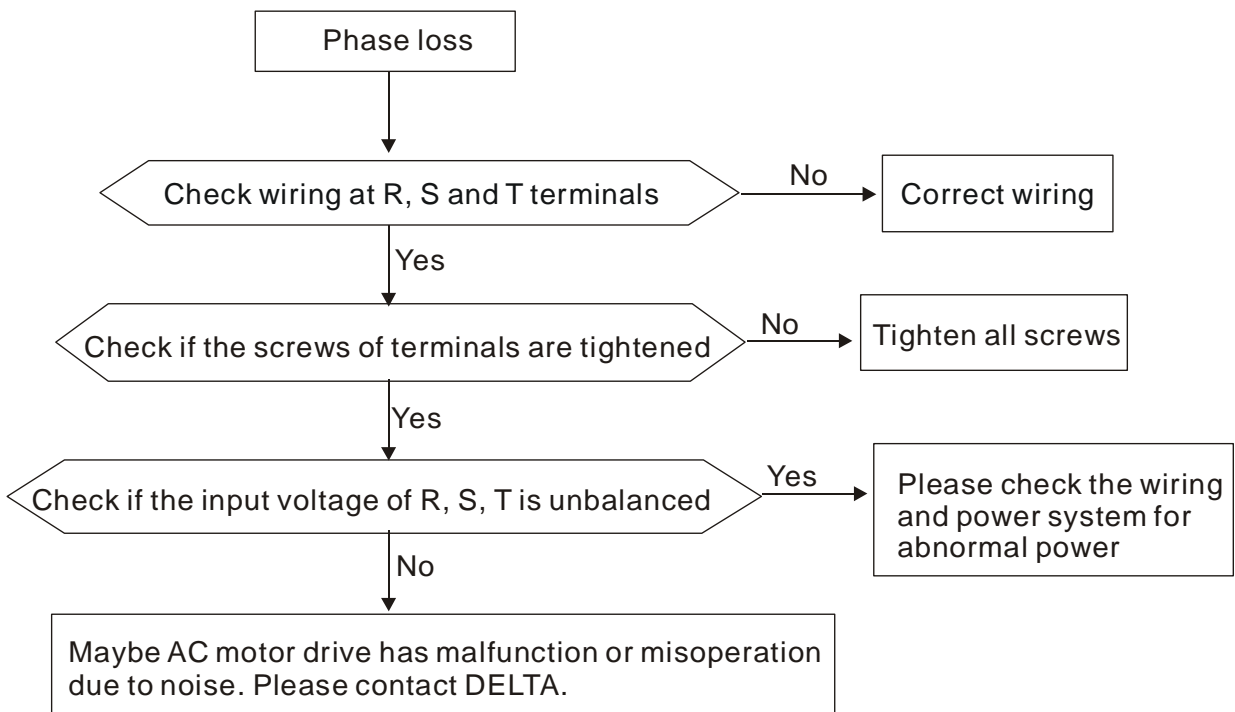 Phase loss
Check wiring at R, S and T terminals
No
Correct wiring
Yes
Check if the screws of terminals are tightened
No
Tighten all screws
Yes
Check if the input voltage of R, S, T is unbalanced
Yes
Please check the wiring
and power system for
abnormal power
No
Maybe AC motor drive has malfunction or misoperation
due to noise. Please contact DELTA.